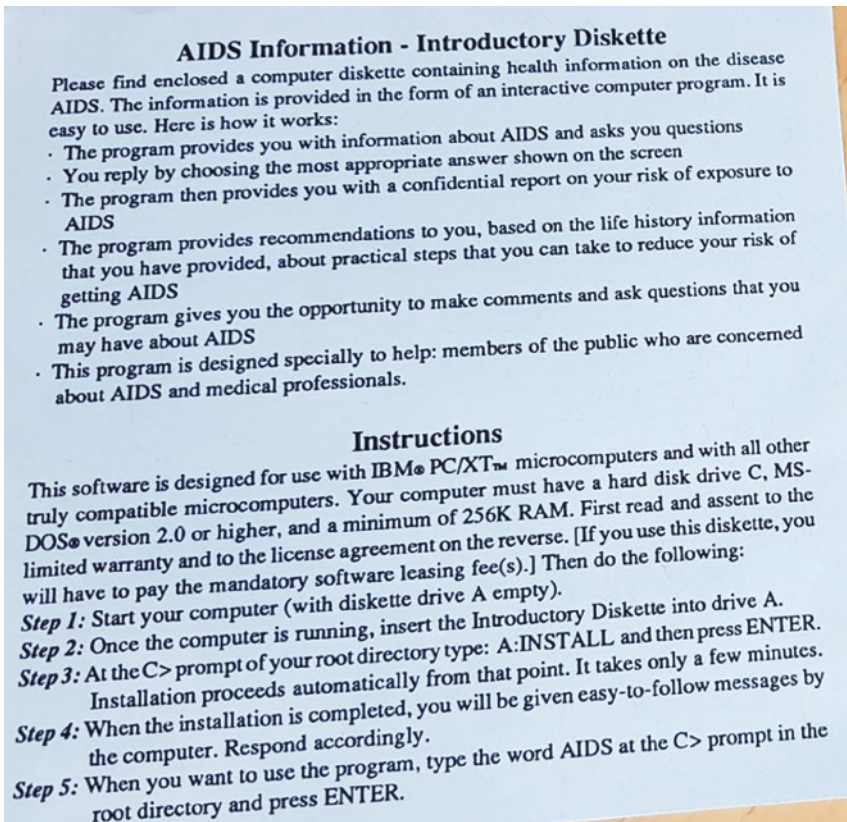 AIDS Information - Introductory Diskette
Please find enclosed a computer diskette containing health information on the disease
AIDS. The information is provided in the form of an interactive computer program. It is
easy to use. Here is how it works:
· The program provides you with information about AIDS and asks you questions
· You reply by choosing the most appropriate answer shown on the screen
· The program then provides you with a confidential report on your risk of exposure to
AIDS
· The program provides recommendations to you, based on the life history information
that you have provided, about practical steps that you can take to reduce your risk of
getting AIDS
· The program gives you the opportunity to make comments and ask questions that you
may have about AIDS
· This program is designed specially to help: members of the public who are concerned
about AIDS and medical professionals.
Instructions
This software is designed for use with IBM® PC/XT™ microcomputers and with all other
truly compatible microcomputers. Your computer must have a hard disk drive C, MS-
DOS® version 2.0 or higher, and a minimum of 256K RAM. First read and assent to the
limited warranty and to the license agreement on the reverse. [If you use this diskette, you
will have to pay the mandatory software leasing fee(s).] Then do the following:
Step 1: Start your computer (with diskette drive A empty).
Step 2: Once the computer is running, insert the Introductory Diskette into drive A.
Step 3: At the C> prompt of your root directory type: A:INSTALL and then press ENTER.
Installation proceeds automatically from that point. It takes only a few minutes.
Step 4: When the installation is completed, you will be given easy-to-follow messages by
the computer. Respond accordingly.
Step 5: When you want to use the program, type the word AIDS at the C> prompt in the
root directory and press ENTER.